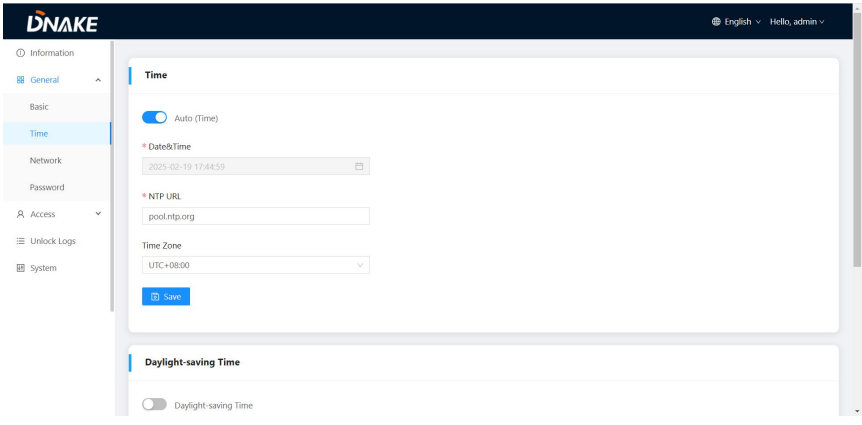 DNAKE
English
Hello, admin
Information
General
Basic
Time
Network
Password
Access
Unlock Logs
System
Time
Auto (Time)
* Date&Time
2025-02-19 17:44:59
* NTP URL
pool.ntp.org
Time Zone
UTC+08:00
Save
Daylight-saving Time
Daylight-saving Time